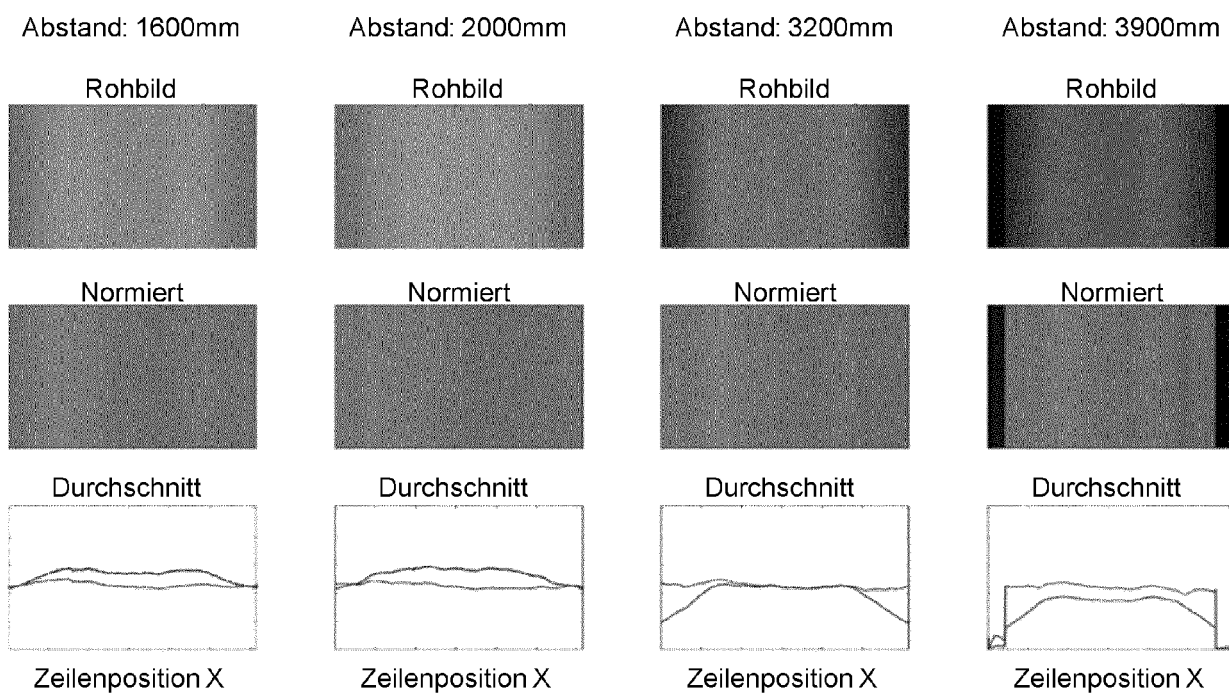 Abstand: 1600mm
Abstand: 2000mm
Abstand: 3200mm
Abstand: 3900mm
Rohbild
Rohbild
Rohbild
Rohbild
Normiert
Normiert
Normiert
Normiert
Durchschnitt
Durchschnitt
Durchschnitt
Durchschnitt
Zeilenposition X
Zeilenposition X
Zeilenposition X
Zeilenposition X